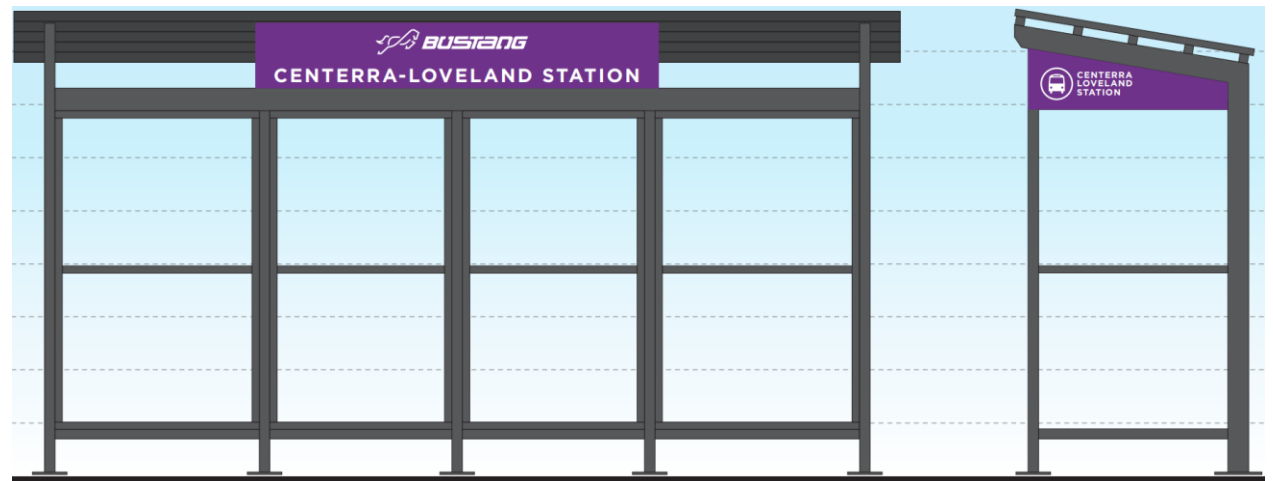 BUSTANG
CENTERRA-LOVELAND STATION
CENTERRA
LOVELAND
STATION